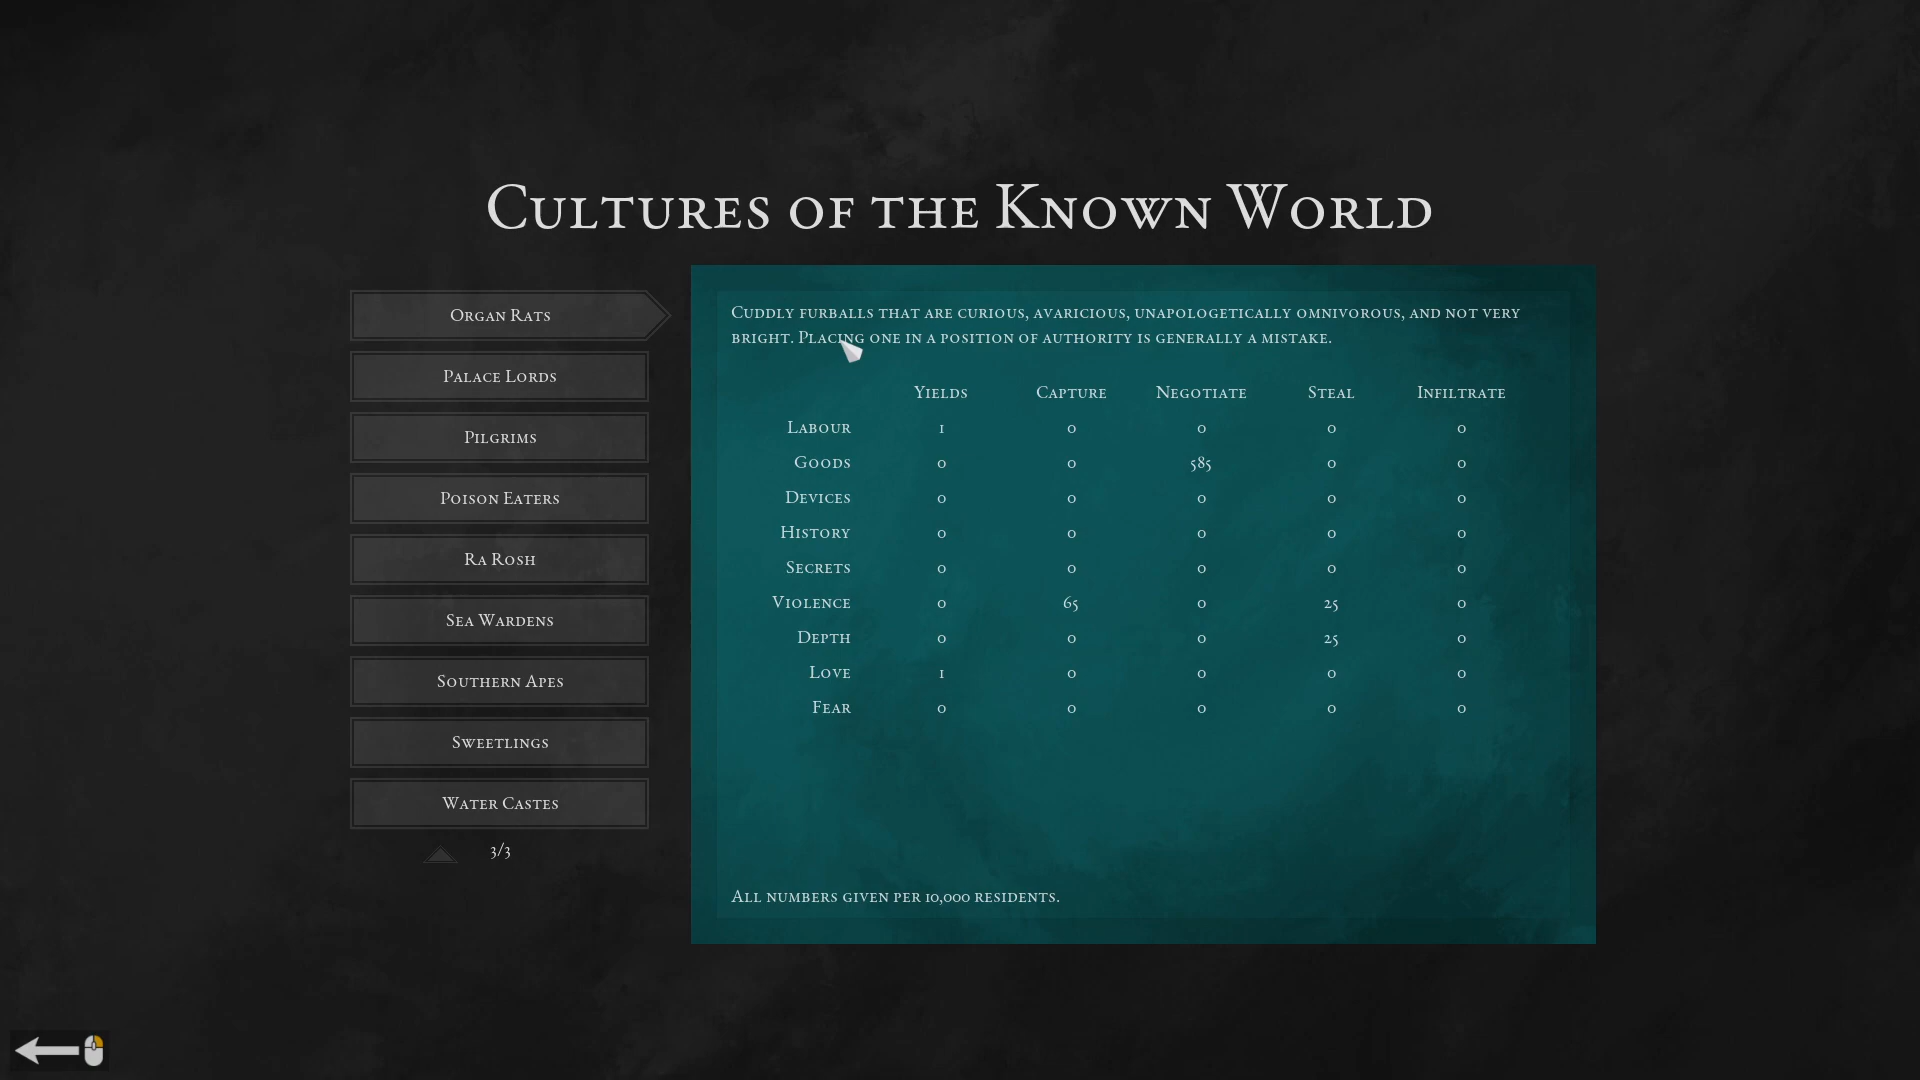 Cultures of the Known World
Organ Rats
Palace Lords
Pilgrims
Poison Eaters
Ra Rosh
Sea Wardens
Southern Apes
Sweetlings
Water Castes
3/3
Cuddly furballs that are curious, avaricious, unapologetically omnivorous, and not very
bright. Placing one in a position of authority is generally a mistake.
Yields Capture Negotiate Steal Infiltrate
Labour 1 0 0 0 0
Goods 0 0 585 0 0
Devices 0 0 0 0 0
History 0 0 0 0 0
Secrets 0 0 0 0 0
Violence 0 65 0 25 0
Depth 0 0 0 25 0
Love 1 0 0 0 0
Fear 0 0 0 0 0
All numbers given per 10,000 residents.